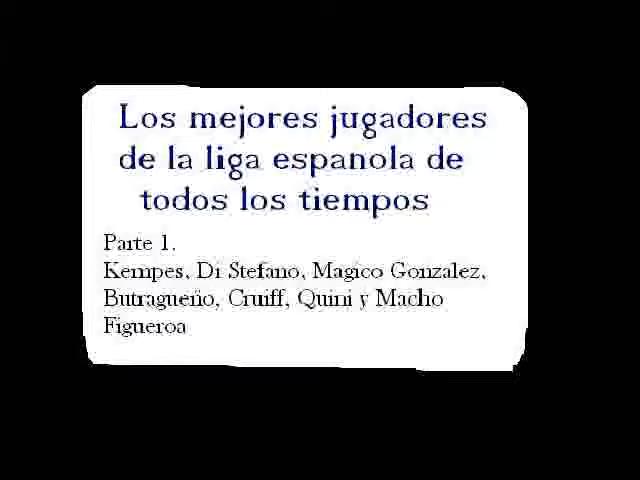 Los mejores jugadores
de la liga espanola de
todos los tiempos
Parte 1.
Kempes, Di Stefano, Magico Gonzalez,
Butragueño, Cruiff, Quini y Macho
Figueroa